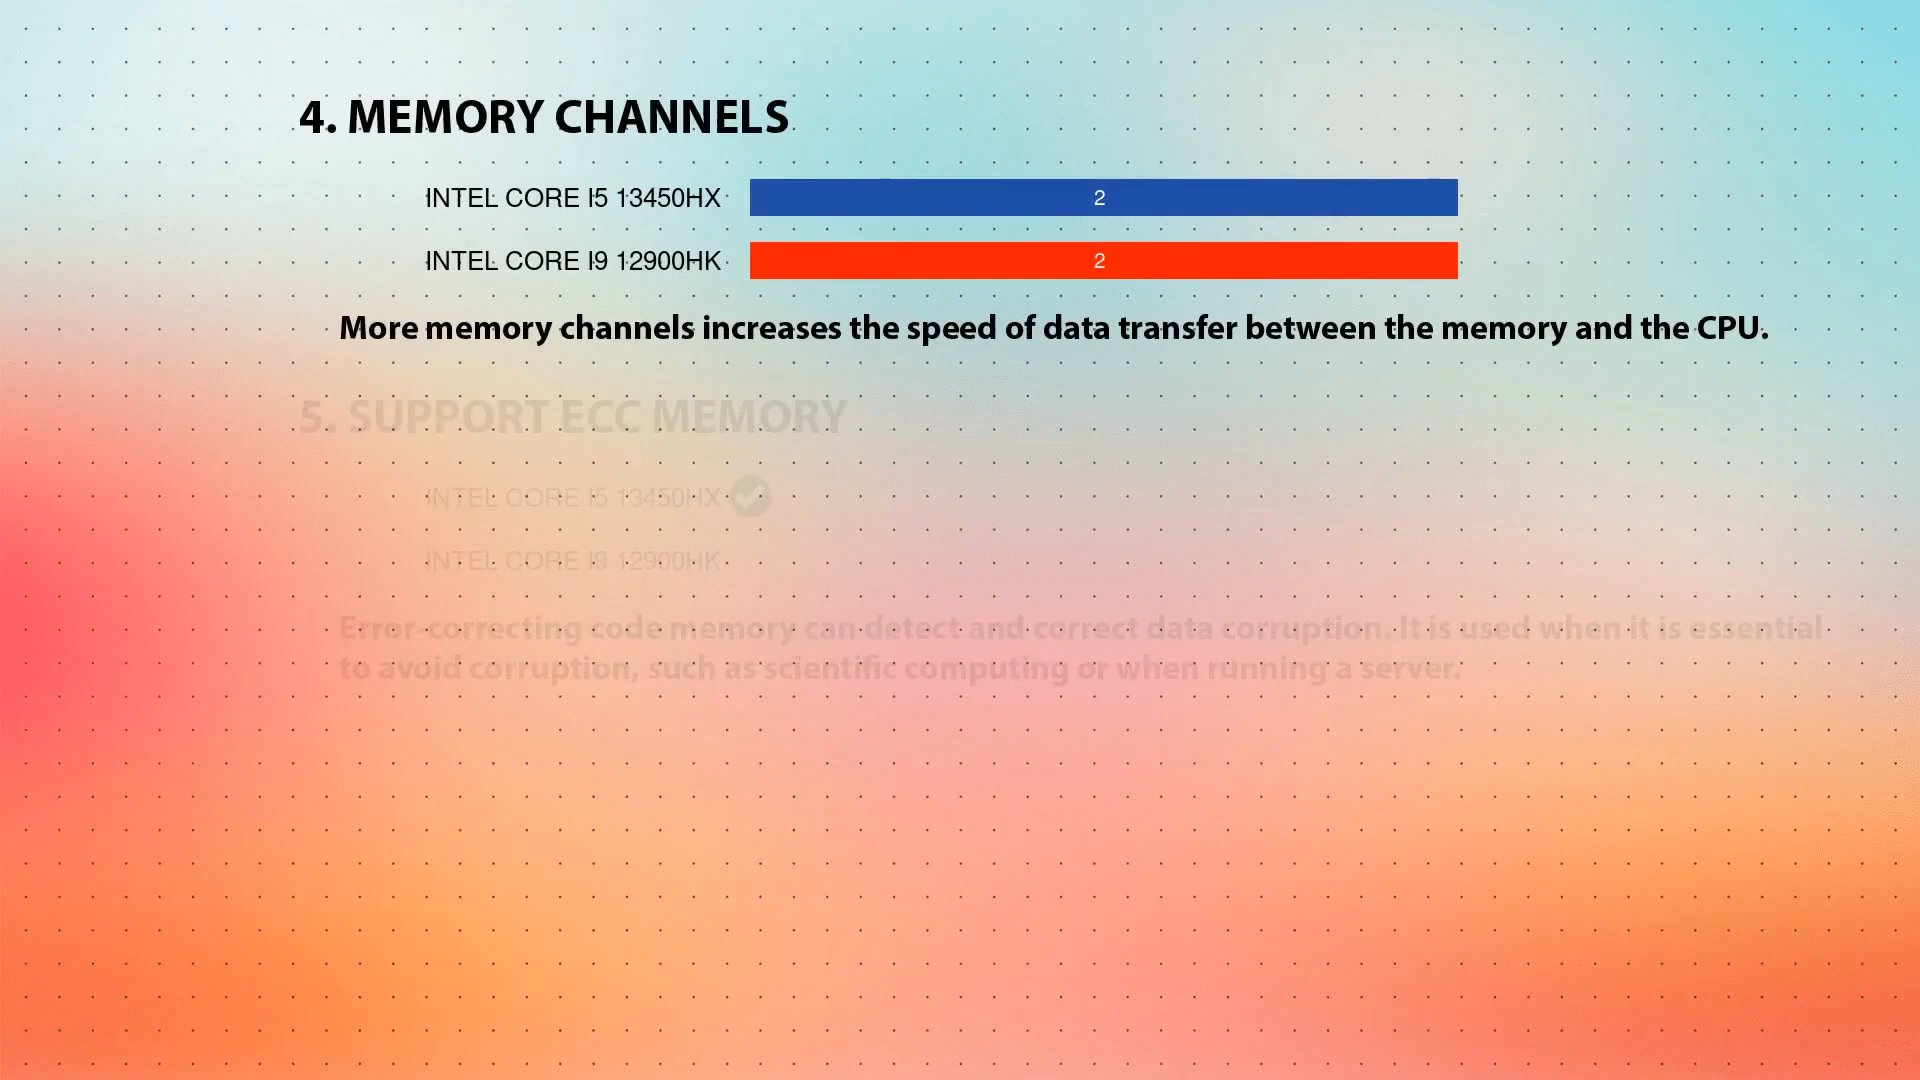 4. MEMORY CHANNELS
INTEL CORE I5 13450HX
2
INTEL CORE I9 12900HK
2
More memory channels increases the speed of data transfer between the memory and the CPU.
5. SUPPORT ECC MEMORY
INTEL CORE I5 13450HX
INTEL CORE I9 12900HK
Error-correcting code memory can detect and correct data corruption. It is used when it is essential
to avoid corruption, such as scientific computing or when running a server.